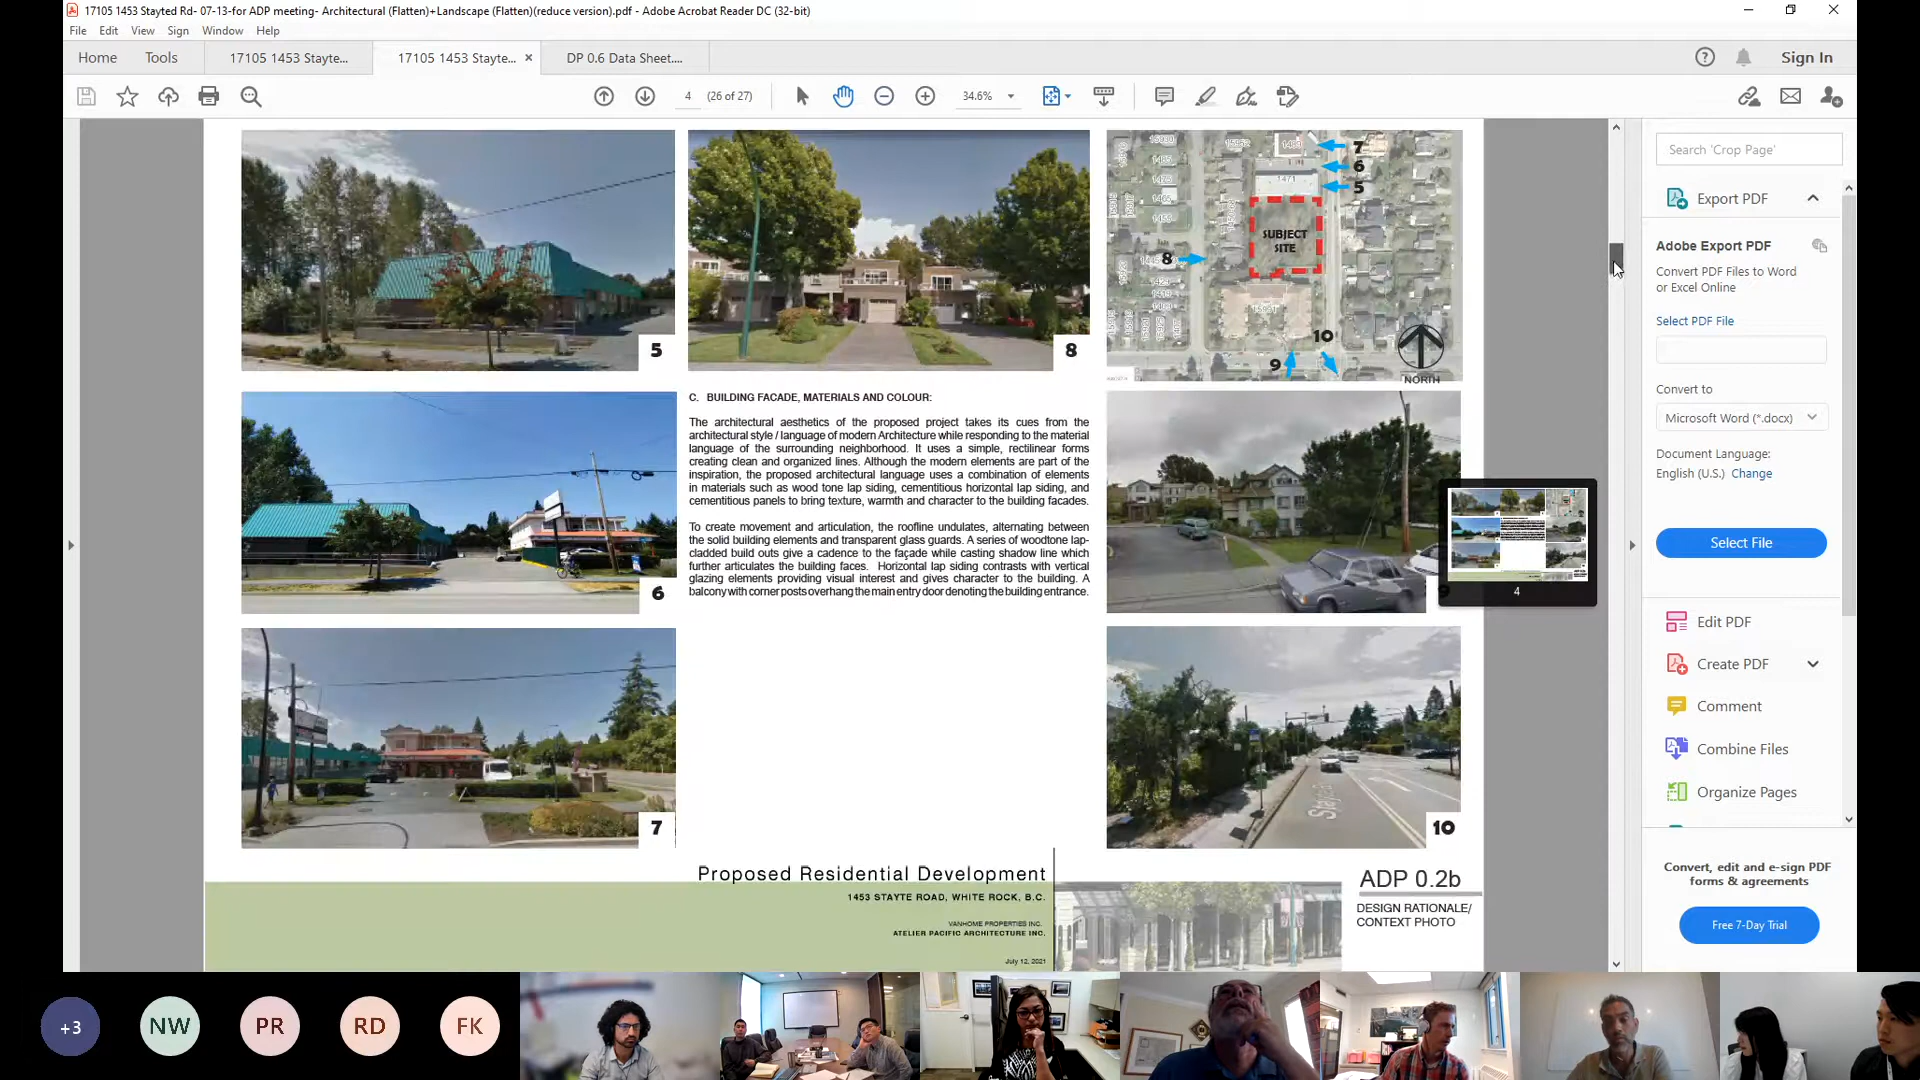 17105 1453 Stayted Rd- 07-13-for ADP meeting- Architectural (Flatten)+Landscape (Flatten)(reduce version).pdf - Adobe Acrobat Reader DC (32-bit)
File Edit View Sign Window Help
Home Tools 17105 1453 Stayte... 17105 1453 Stayte... × DP 0.6 Data Sheet....
Sign In
4 (26 of 27) 34.6%
Search 'Crop Page'
Export PDF
Adobe Export PDF
Convert PDF Files to Word
or Excel Online
Select PDF File
Convert to
Microsoft Word (*.docx)
Document Language:
English (U.S.) Change
Select File
Edit PDF
Create PDF
Comment
Combine Files
Organize Pages
Convert, edit and e-sign PDF
forms & agreements
Free 7-Day Trial
5
8
7
6
5
1471
SUBJECT
SITE
8
10
9
NORTH
6
C. BUILDING FACADE, MATERIALS AND COLOUR:
The architectural aesthetics of the proposed project takes its cues from the
architectural style / language of modern Architecture while responding to the material
language of the surrounding neighborhood. It uses a simple, rectilinear forms
creating clean and organized lines. Although the modern elements are part of the
inspiration, the proposed architectural language uses a combination of elements
in materials such as wood tone lap siding, cementitious horizontal lap siding, and
cementitious panels to bring texture, warmth and character to the building facades.
To create movement and articulation, the roofline undulates, alternating between
the solid building elements and transparent glass guards. A series of woodtone lap-
cladded build outs give a cadence to the façade while casting shadow line which
further articulates the building faces. Horizontal lap siding contrasts with vertical
glazing elements providing visual interest and gives character to the building. A
balcony with corner posts overhang the main entry door denoting the building entrance.
4
7
10
Proposed Residential Development
1453 STAYTE ROAD, WHITE ROCK, B.C.
VANHOME PROPERTIES INC.
ATELIER PACIFIC ARCHITECTURE INC.
July 12, 2021
ADP 0.2b
DESIGN RATIONALE/
CONTEXT PHOTO
+3 NW PR RD FK